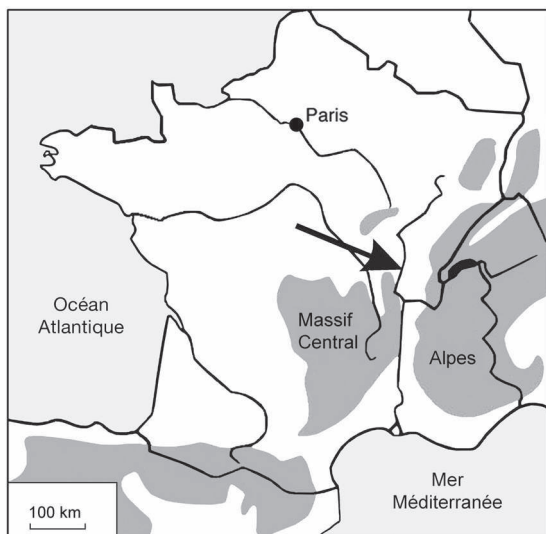 Paris
Océan
Atlantique
Massif
Central
Alpes
Mer
Méditerranée
100 km